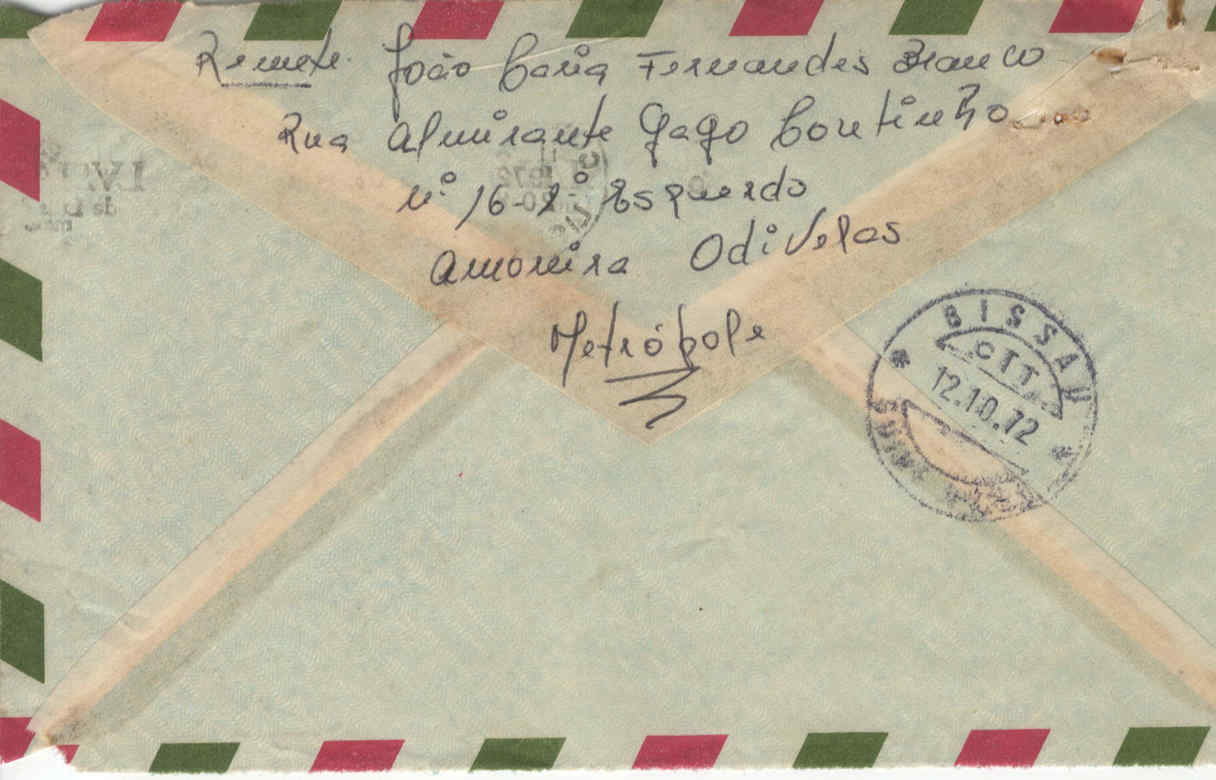 Remete João Caria Fernandes Branco
Rua Almirante Gago Coutinho
nº 16-2º Esquerdo
Amoreira Odivelas
Metrópole
BISSAU
CTT
12.10.72